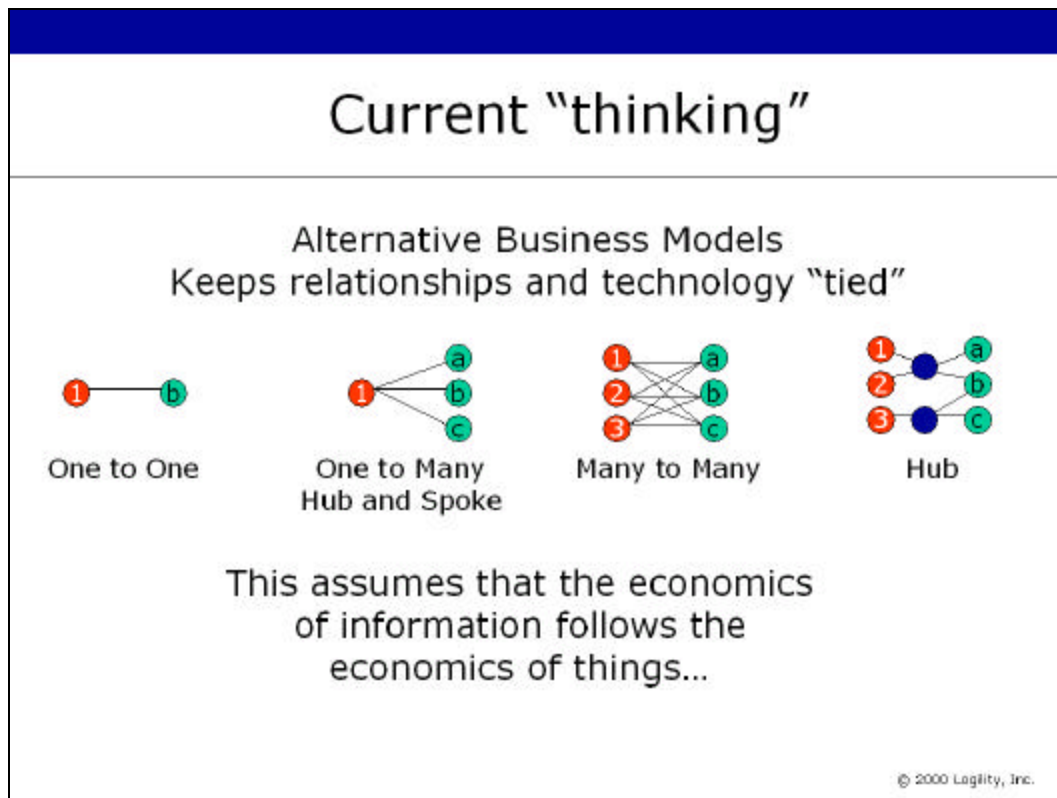 Current “thinking”
Alternative Business Models
Keeps relationships and technology “tied”
1 b
One to One
1 a b c
One to Many
Hub and Spoke
1 2 3 a b c
Many to Many
1 2 3 a b c
Hub
This assumes that the economics
of information follows the
economics of things...
© 2000 Logility, Inc.